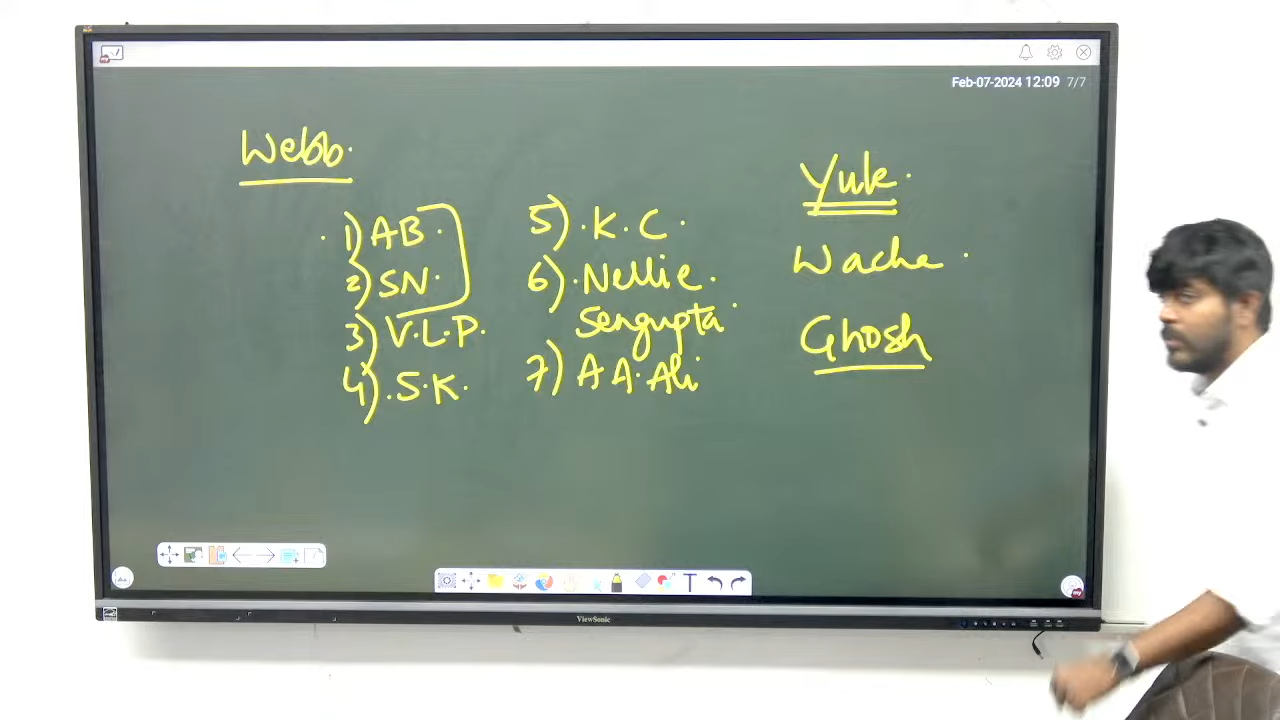 Feb-07-2024 12:09 7/7
Webb.
1) AB.
2) SN.
3) V.L.P.
4) .S.K.
5) .K.C.
6) .Nellie.
Sengupta
7) A A. Ali
Yule.
Wacha.
Ghosh
ViewSonic